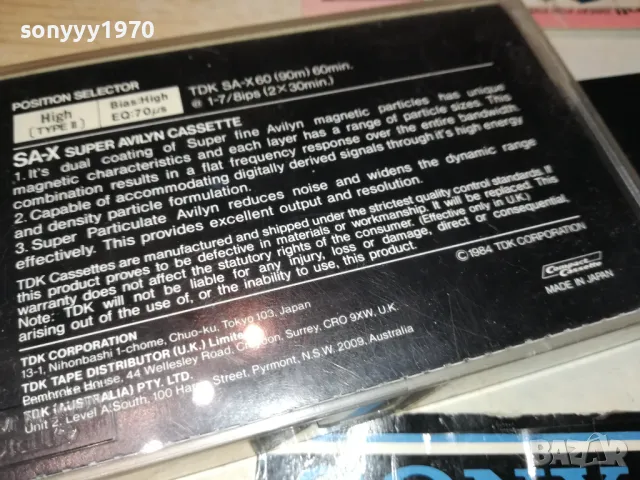 sonyyy1970
POSITION SELECTOR
High
(TYPE II)
Bias:High
EQ:70μs
TDK SA-X60 (90m) 60min.
1-7/8ips (2×30min.)
SA-X SUPER AVILYN CASSETTE
1. It's dual coating of Super fine Avilyn magnetic particles has unique
magnetic characteristics and each layer has a range of particle sizes. This
combination results in a flat frequency response over the entire bandwidth.
2. Capable of accommodating digitally derived signals through it's high energy
and density particle formulation.
3. Super Particulate Avilyn reduces noise and widens the dynamic range
effectively. This provides excellent output and resolution.
TDK Cassettes are manufactured and shipped under the strictest quality control standards. If
this product proves to be defective in materials or workmanship. It will be replaced. This
warranty does not affect the statutory rights of the consumer. (Effective only in U.K.)
Note: TDK will not be liable for any injury, loss or damage, direct or consequential
arising out of the use of, or the inability to use, this product.
©1984 TDK CORPORATION
Compact
Cassette
MADE IN JAPAN
TDK CORPORATION
13-1, Nihonbashi 1-chome, Chuo-ku, Tokyo 103, Japan
TDK TAPE DISTRIBUTOR (U.K.) Limited
Pembroke House, 44 Wellesley Road, Croydon, Surrey. CRO 9XW, U.K.
TDK (AUSTRALIA) PTY. LTD.
Unit 2, Level A South, 100 Harris Street, Pyrmont, N.S.W. 2009, Australia
BAZAR
SONY